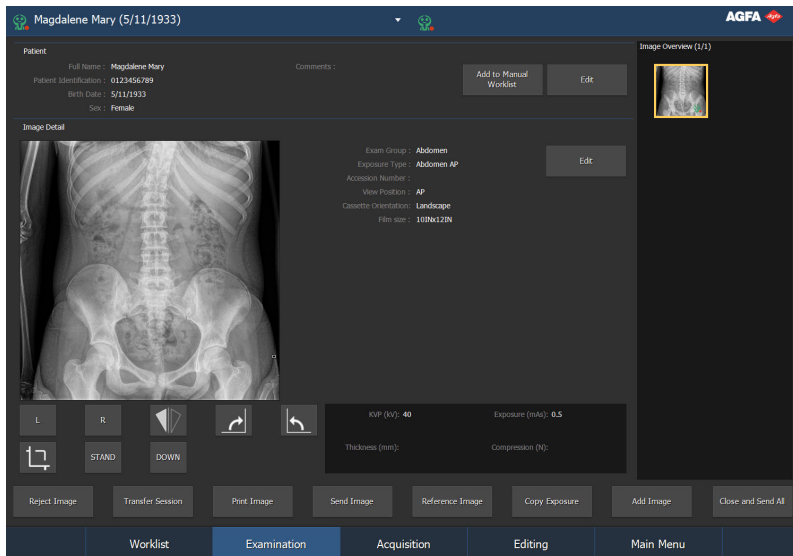 Magdalene Mary (5/11/1933)
AGFA
Agfa
Patient
Full Name : Magdalene Mary
Patient Identification : 0123456789
Birth Date : 5/11/1933
Sex : Female
Comments :
Add to Manual
Worklist
Edit
Image Overview (1/1)
Image Detail
Exam Group : Abdomen
Exposure Type : Abdomen AP
Accession Number :
View Position : AP
Cassette Orientation: Landscape
Film size : 10INx12IN
Edit
L
R
STAND
DOWN
KVP (kV): 40
Exposure (mAs): 0.5
Thickness (mm):
Compression (N):
Reject Image
Transfer Session
Print Image
Send Image
Reference Image
Copy Exposure
Add Image
Close and Send All
Worklist
Examination
Acquisition
Editing
Main Menu